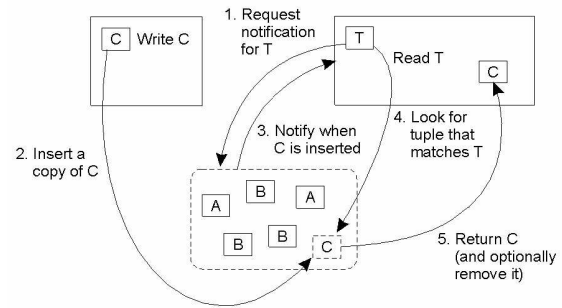 1. Request
notification
for T
C Write C
T
Read T
C
2. Insert a
copy of C
3. Notify when
C is inserted
4. Look for
tuple that
matches T
A
B
A
B
B
C
5. Return C
(and optionally
remove it)